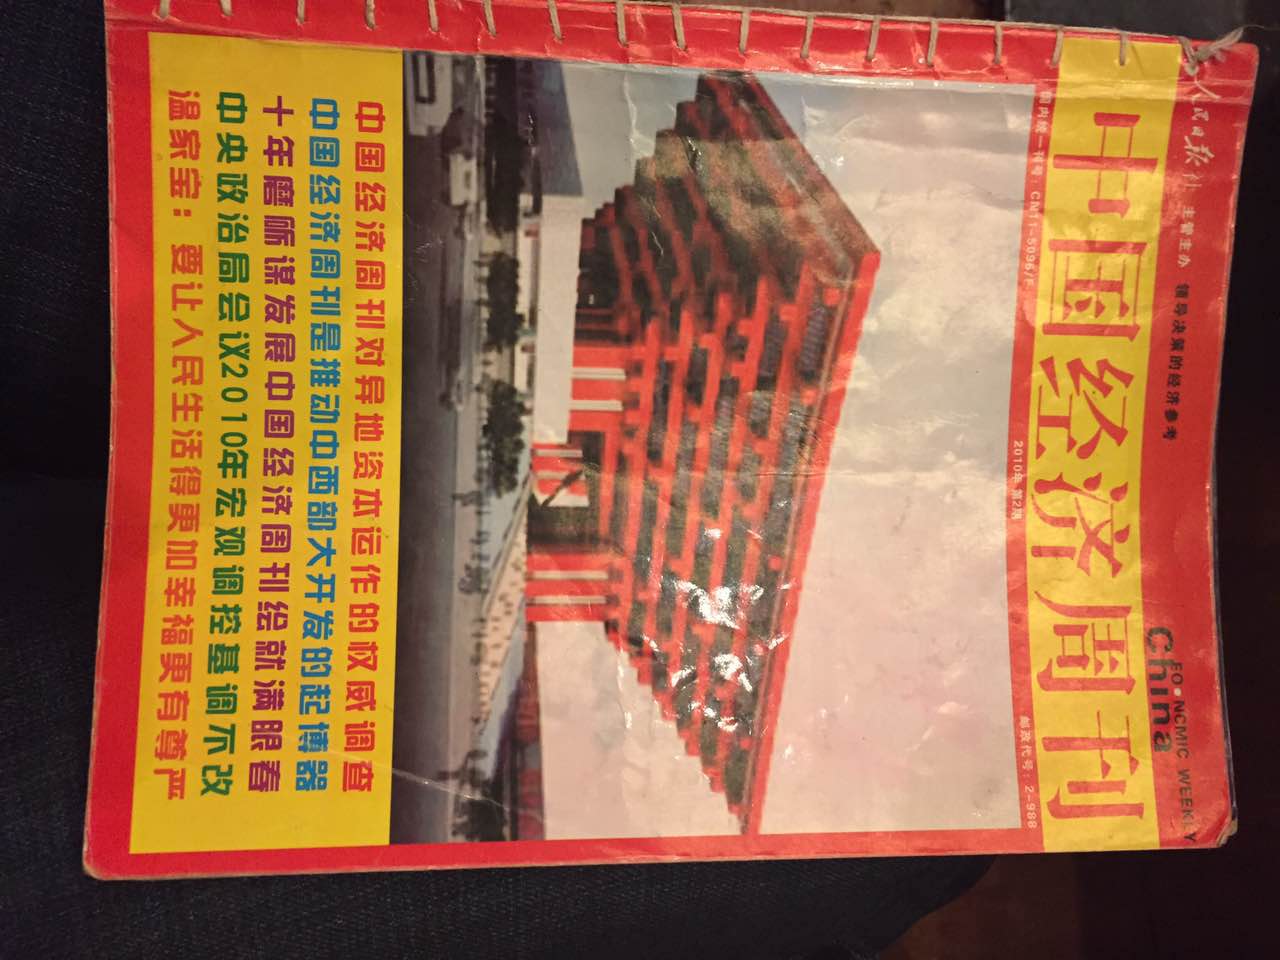 人民日报社 主管主办 领导决策的经济参考
China
EO•NCMIC WEEKLY
中国经济周刊
国内统一刊号：CN11-5096/F
2010年 第2期
邮政代号：2-988
中国经济周刊对异地资本运作的权威调查
中国经济周刊是推动中西部大开发的起博器
十年磨砺谋发展中国经济周刊绘就满眼春
中央政治局会议2010年宏观调控基调不改
温家宝：要让人民生活得更加幸福更有尊严